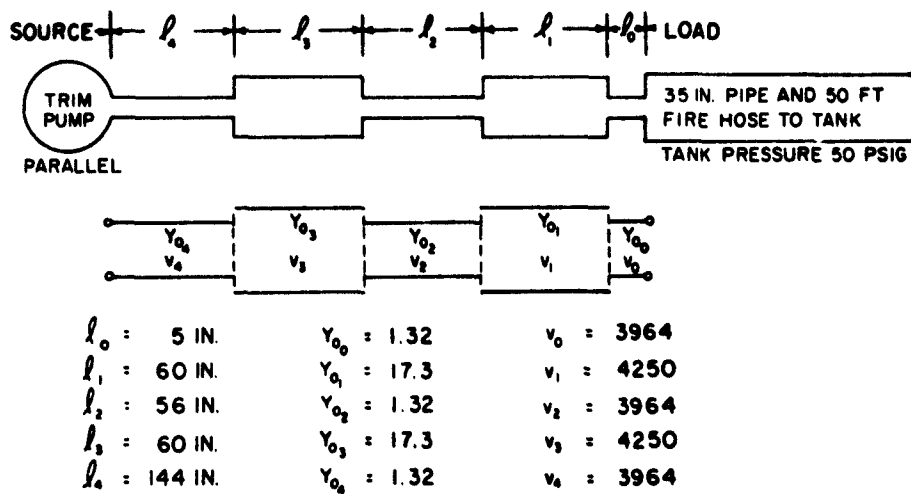 SOURCE ℓ₄ ℓ₃ ℓ₂ ℓ₁ ℓ₀ LOAD
TRIM PUMP
PARALLEL
35 IN. PIPE AND 50 FT
FIRE HOSE TO TANK
TANK PRESSURE 50 PSIG
Y₀₄ Y₀₃ Y₀₂ Y₀₁ Y₀₀
v₄ v₃ v₂ v₁ v₀
ℓ₀ = 5 IN. Y₀₀ = 1.32 v₀ = 3964
ℓ₁ = 60 IN. Y₀₁ = 17.3 v₁ = 4250
ℓ₂ = 56 IN. Y₀₂ = 1.32 v₂ = 3964
ℓ₃ = 60 IN. Y₀₃ = 17.3 v₃ = 4250
ℓ₄ = 144 IN. Y₀₄ = 1.32 v₄ = 3964